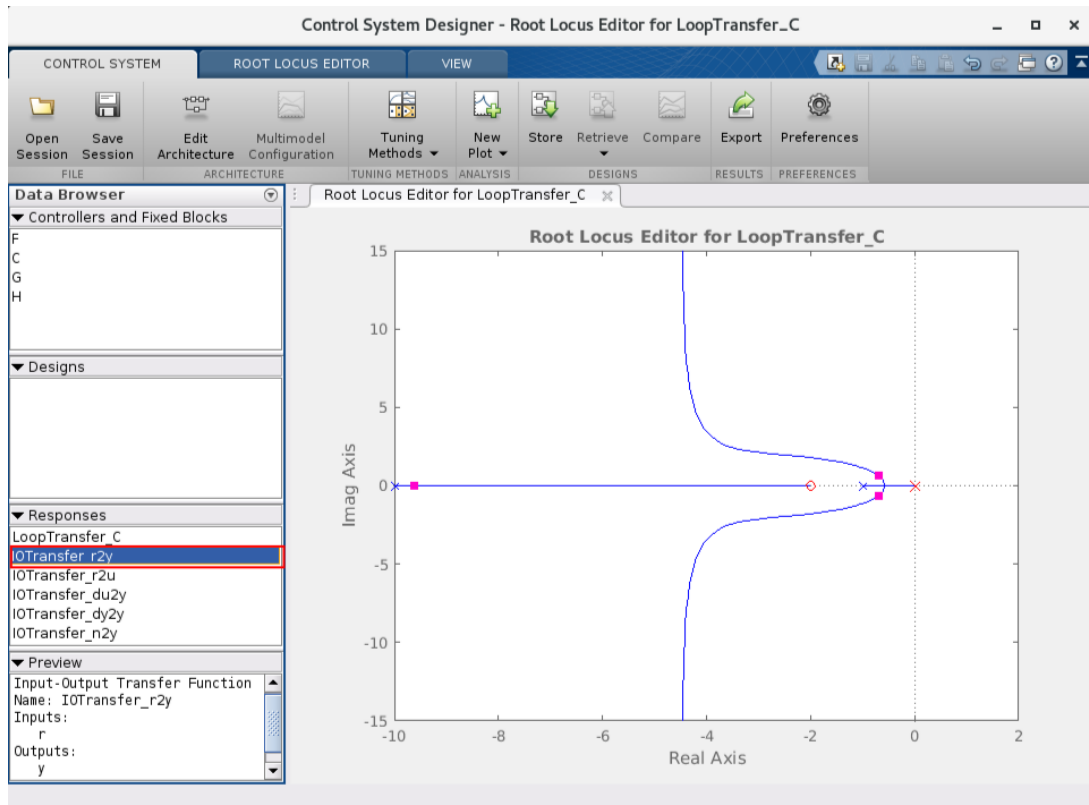 Control System Designer - Root Locus Editor for LoopTransfer_C
CONTROL SYSTEM ROOT LOCUS EDITOR VIEW
Open Session
Save Session
Edit Architecture
Multimodel Configuration
Tuning Methods
New Plot
Store
Retrieve
Compare
Export
Preferences
FILE ARCHITECTURE TUNING METHODS ANALYSIS DESIGNS RESULTS PREFERENCES
Data Browser
Controllers and Fixed Blocks
F
C
G
H
Designs
Responses
LoopTransfer_C
IOTransfer_r2y
IOTransfer_r2u
IOTransfer_du2y
IOTransfer_dy2y
IOTransfer_n2y
Preview
Input-Output Transfer Function
Name: IOTransfer_r2y
Inputs:
r
Outputs:
y
Root Locus Editor for LoopTransfer_C
Root Locus Editor for LoopTransfer_C
15
10
5
0
-5
-10
-15
Imag Axis
-10 -8 -6 -4 -2 0 2
Real Axis